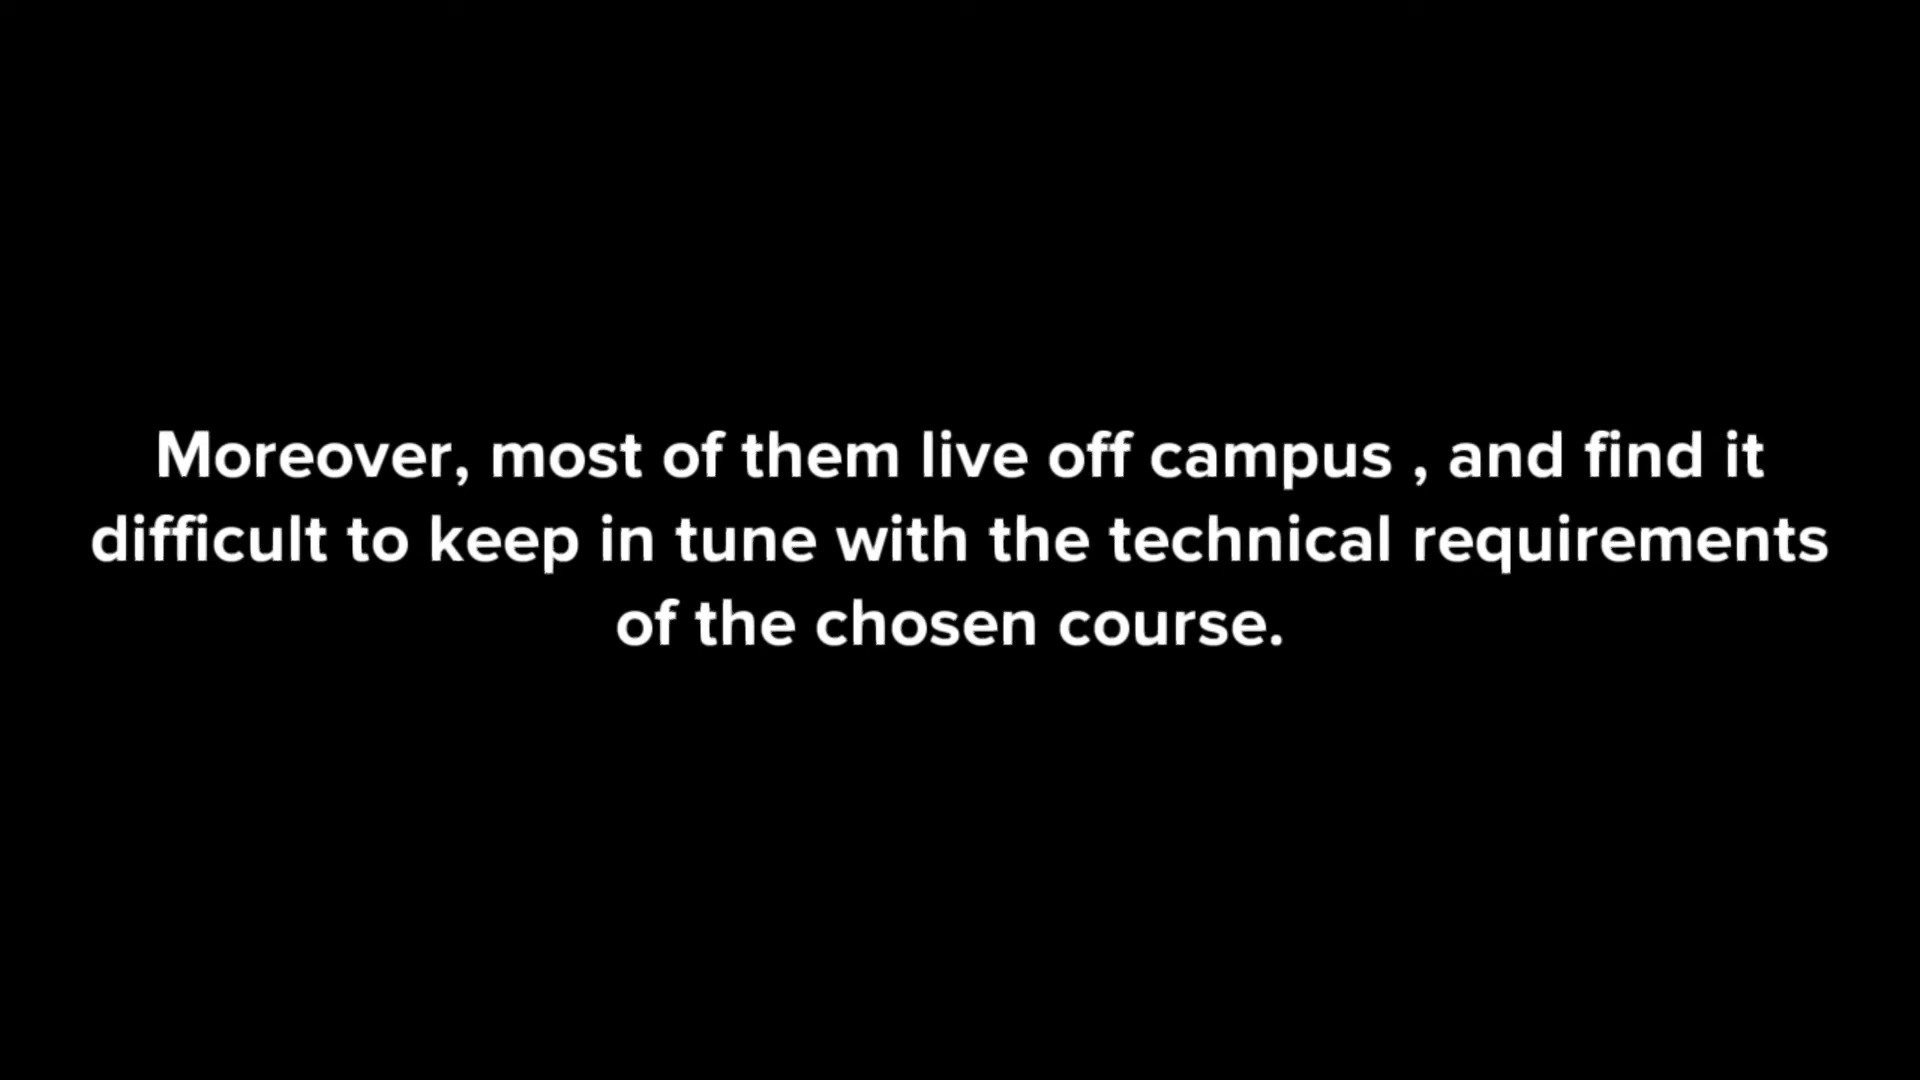 Moreover, most of them live off campus , and find it
difficult to keep in tune with the technical requirements
of the chosen course.